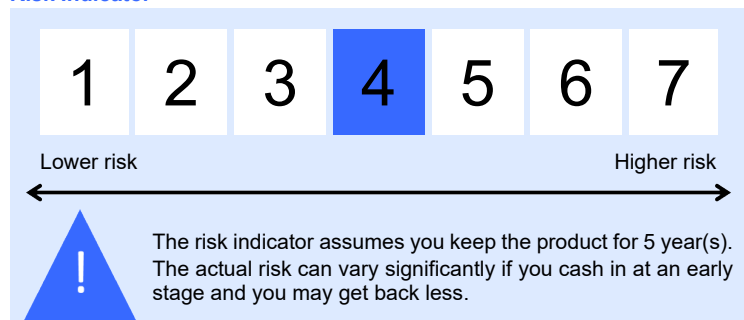 1 2 3 4 5 6 7
Lower risk Higher risk
!
The risk indicator assumes you keep the product for 5 year(s).
The actual risk can vary significantly if you cash in at an early
stage and you may get back less.